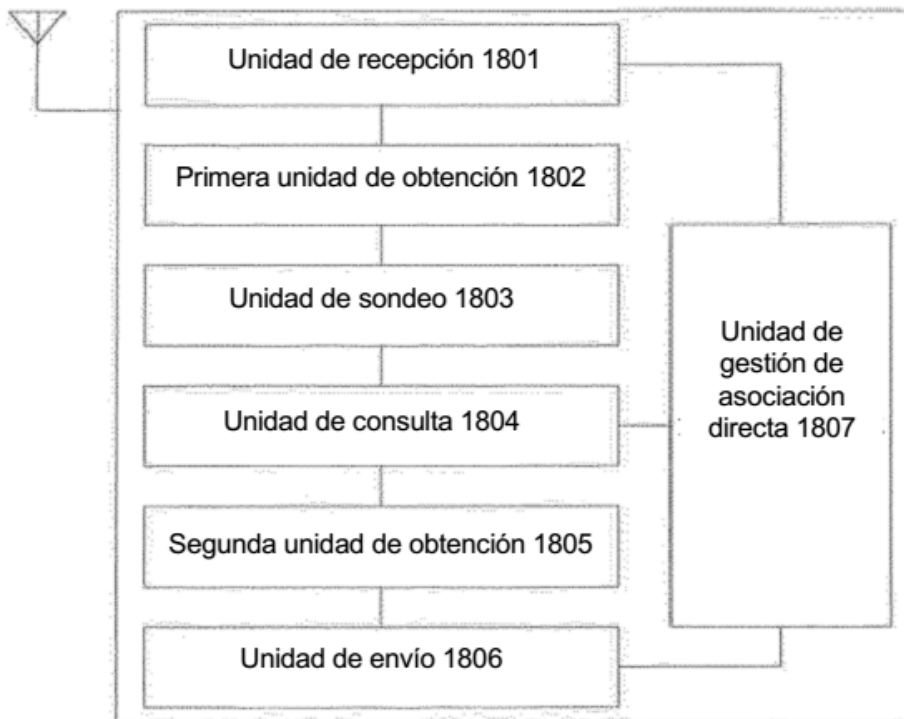 Unidad de recepción 1801
Primera unidad de obtención 1802
Unidad de sondeo 1803
Unidad de consulta 1804
Segunda unidad de obtención 1805
Unidad de envío 1806
Unidad de
gestión de
asociación
directa 1807